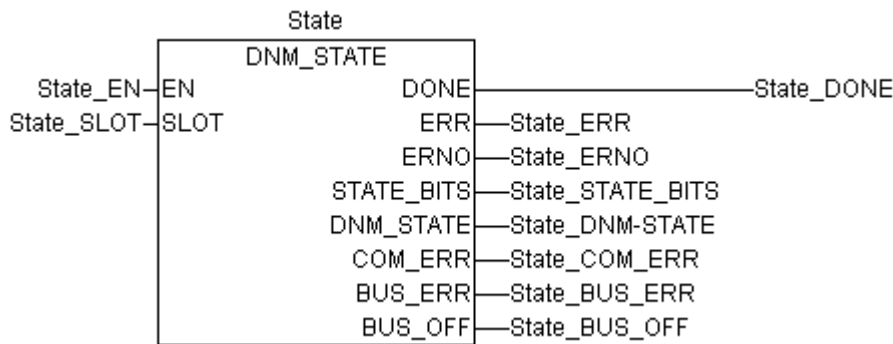 State
DNM_STATE
State_EN EN DONE State_DONE
State_SLOT SLOT ERR State_ERR
ERNO State_ERNO
STATE_BITS State_STATE_BITS
DNM_STATE State_DNM-STATE
COM_ERR State_COM_ERR
BUS_ERR State_BUS_ERR
BUS_OFF State_BUS_OFF